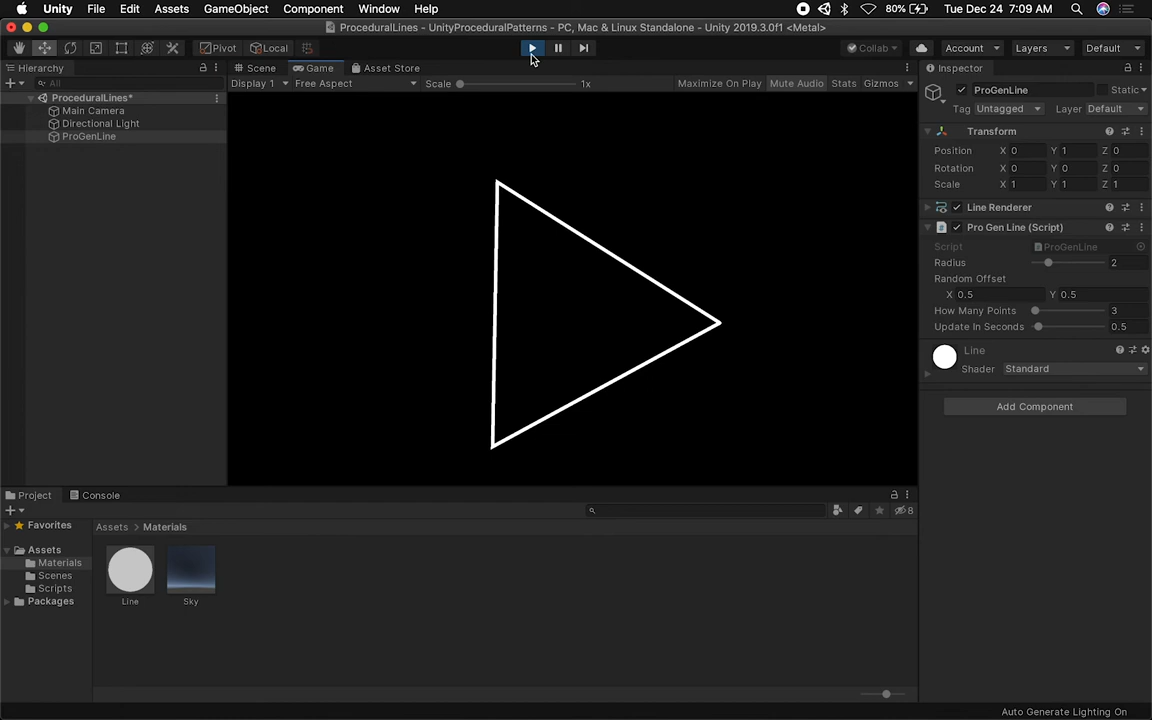 Unity File Edit Assets GameObject Component Window Help 80% Tue Dec 24 7:09 AM
ProceduralLines - UnityProceduralPatterns - PC, Mac & Linux Standalone - Unity 2019.3.0f1 <Metal>
Pivot Local Collab Account Layers Default
Hierarchy Scene Game Asset Store Inspector
All Display 1 Free Aspect Scale 1x Maximize On Play Mute Audio Stats Gizmos ProGenLine Static
ProceduralLines* Tag Untagged Layer Default
Main Camera
Directional Light Transform
ProGenLine
Position X 0 Y 1 Z 0
Rotation X 0 Y 0 Z 0
Scale X 1 Y 1 Z 1
Line Renderer
Pro Gen Line (Script)
Script ProGenLine
Radius 2
Random Offset
X 0.5 Y 0.5
How Many Points 3
Update In Seconds 0.5
Line
Shader Standard
Add Component
Project Console
8
Favorites Assets > Materials
Assets
Materials
Scenes
Scripts
Packages Line Sky
Auto Generate Lighting On